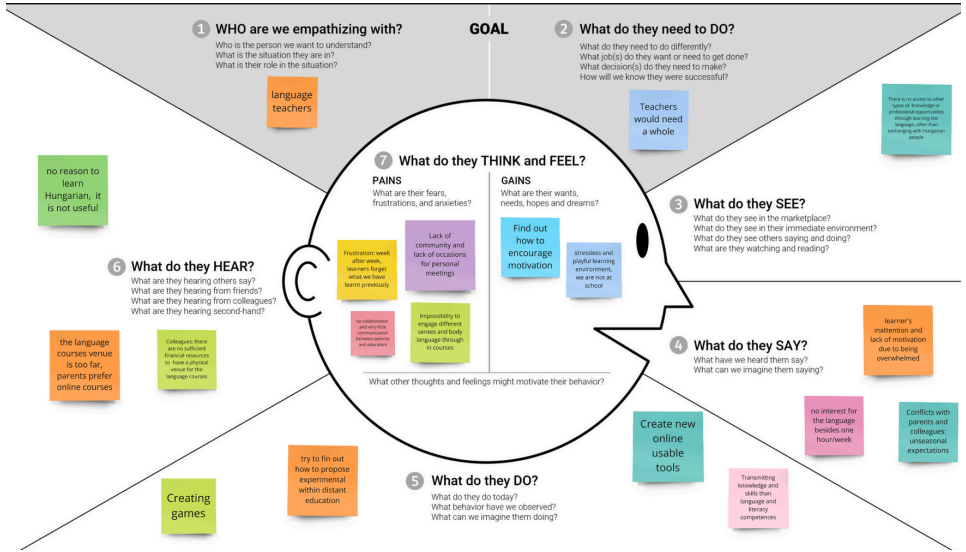 GOAL
1 WHO are we empathizing with?
Who is the person we want to understand?
What is the situation they are in?
What is their role in the situation?
language
teachers
2 What do they need to DO?
What do they need to do differently?
What job(s) do they want or need to get done?
What decision(s) do they need to make?
How will we know they were successful?
Teachers
would need
a whole
There is no access to other
types of knowledge or
professional opportunities
through learning the
language, other than
exchanging with Hungarian
people.
3 What do they SEE?
What do they see in the marketplace?
What do they see in their immediate environment?
What do they see others saying and doing?
What are they watching and reading?
4 What do they SAY?
What have we heard them say?
What can we imagine them saying?
learner's
inattention and
lack of motivation
due to being
overwhelmed
no interest for
the language
besides one
hour/week
Conflicts with
parents and
colleagues:
unseasonal
expectations
5 What do they DO?
What do they do today?
What behavior have we observed?
What can we imagine them doing?
Creating
games
try to fin out
how to propose
experimental
within distant
education
Create new
online
usable
tools
Transmitting
knowledge and
skills than
language and
literacy
competences
6 What do they HEAR?
What are they hearing others say?
What are they hearing from friends?
What are they hearing from colleagues?
What are they hearing second-hand?
no reason to
learn
Hungarian, it
is not useful
the language
courses venue
is too far,
parents prefer
online courses
Colleagues: there
are no sufficient
financial resources
to have a physical
venue for the
language courses
7 What do they THINK and FEEL?
PAINS
What are their fears,
frustrations, and anxieties?
Frustration: week
after week,
learners forget
what we have
learnt previously
Lack of
community and
lack of occasions
for personal
meetings
no collaboration
and very little
communication
between parents
and educators
Impossibility to
engage different
senses and body
language through
in courses
GAINS
What are their wants,
needs, hopes and dreams?
Find out
how to
encourage
motivation
stressless and
playful learning
environment,
we are not at
school
What other thoughts and feelings might motivate their behavior?